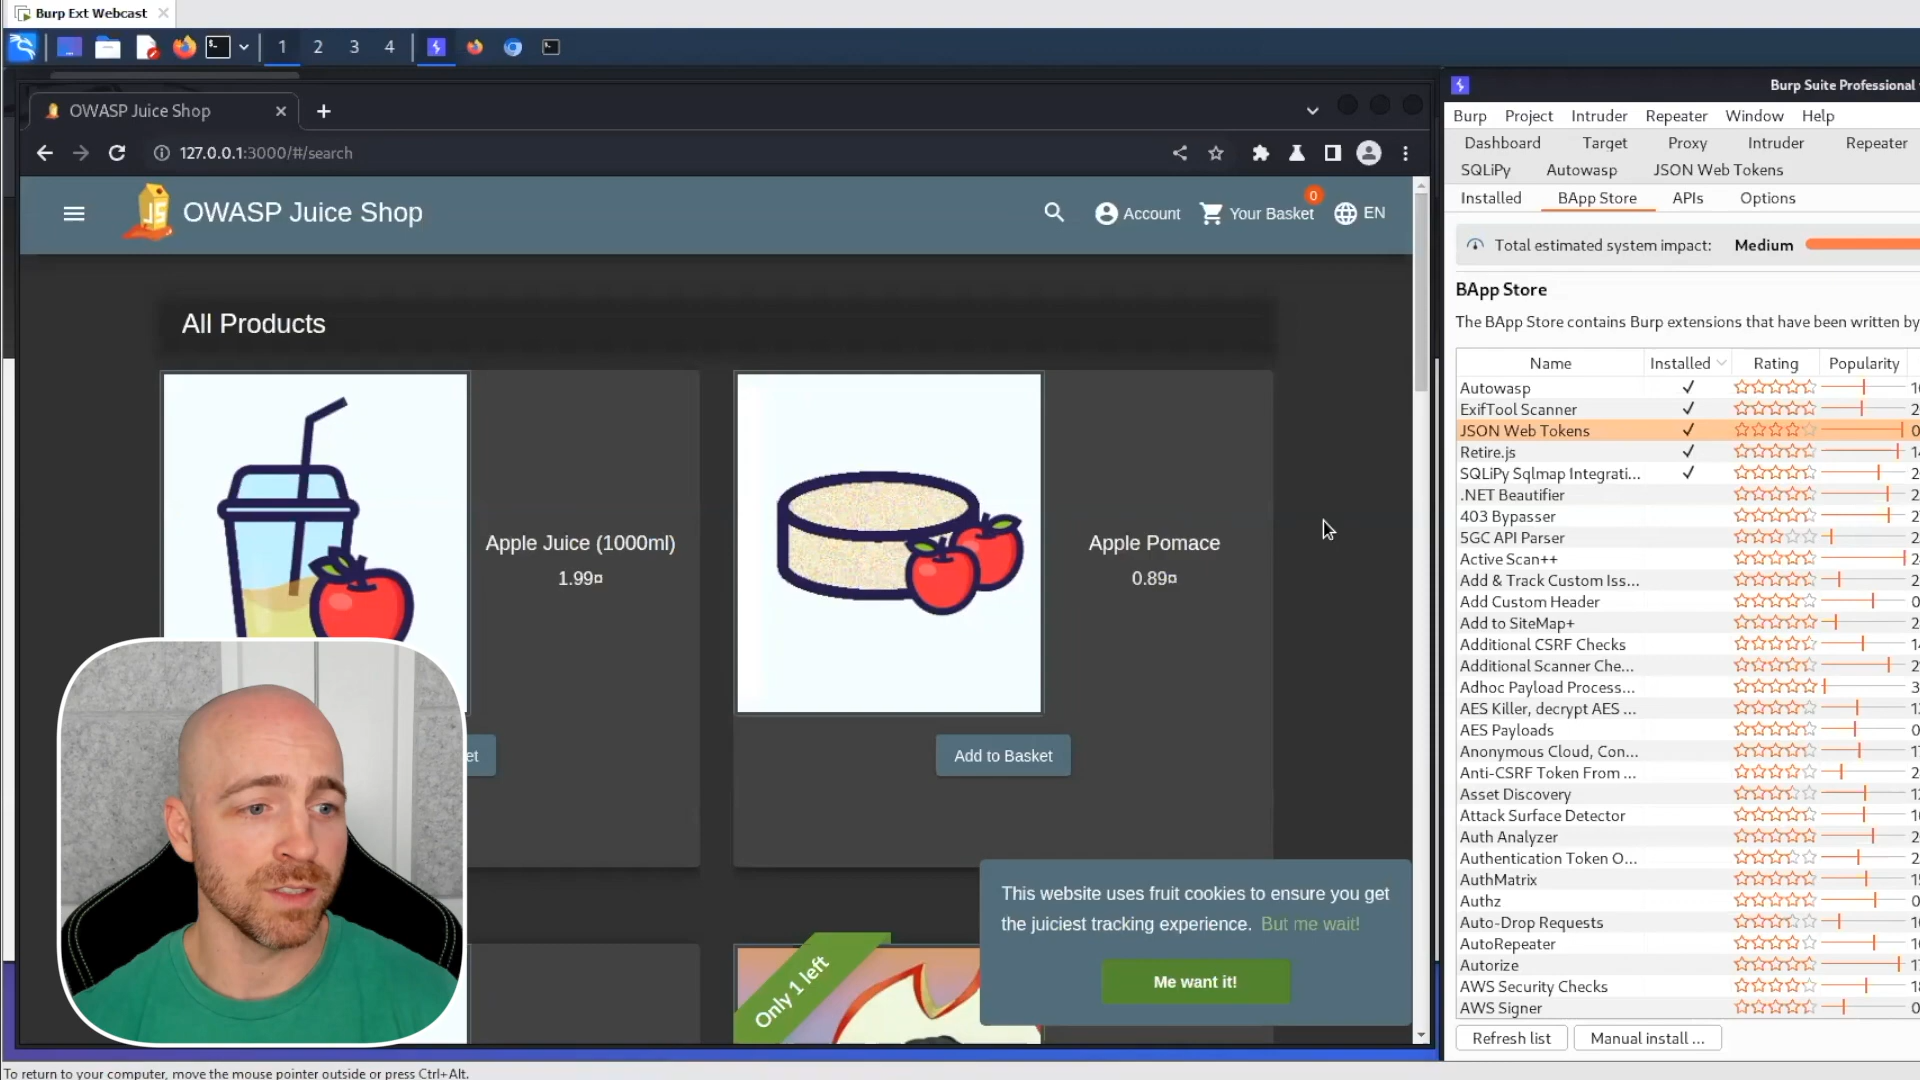 Burp Ext Webcast
1 2 3 4
OWASP Juice Shop
127.0.0.1:3000/#/search
JS OWASP Juice Shop
Account
0
Your Basket
EN
All Products
Apple Juice (1000ml)
1.99¤
Apple Pomace
0.89¤
et
Add to Basket
Only 1 left
This website uses fruit cookies to ensure you get
the juiciest tracking experience. But me wait!
Me want it!
To return to your computer, move the mouse pointer outside or press Ctrl+Alt.
Burp Suite Professional
Burp Project Intruder Repeater Window Help
Dashboard Target Proxy Intruder Repeater
SQLiPy Autowasp JSON Web Tokens
Installed BApp Store APIs Options
Total estimated system impact: Medium
BApp Store
The BApp Store contains Burp extensions that have been written by
Name Installed Rating Popularity
Autowasp
ExifTool Scanner
JSON Web Tokens
Retire.js
SQLiPy Sqlmap Integrati...
.NET Beautifier
403 Bypasser
5GC API Parser
Active Scan++
Add & Track Custom Iss...
Add Custom Header
Add to SiteMap+
Additional CSRF Checks
Additional Scanner Che...
Adhoc Payload Process...
AES Killer, decrypt AES ...
AES Payloads
Anonymous Cloud, Con...
Anti-CSRF Token From ...
Asset Discovery
Attack Surface Detector
Auth Analyzer
Authentication Token O...
AuthMatrix
Authz
Auto-Drop Requests
AutoRepeater
Autorize
AWS Security Checks
AWS Signer
Refresh list Manual install ...